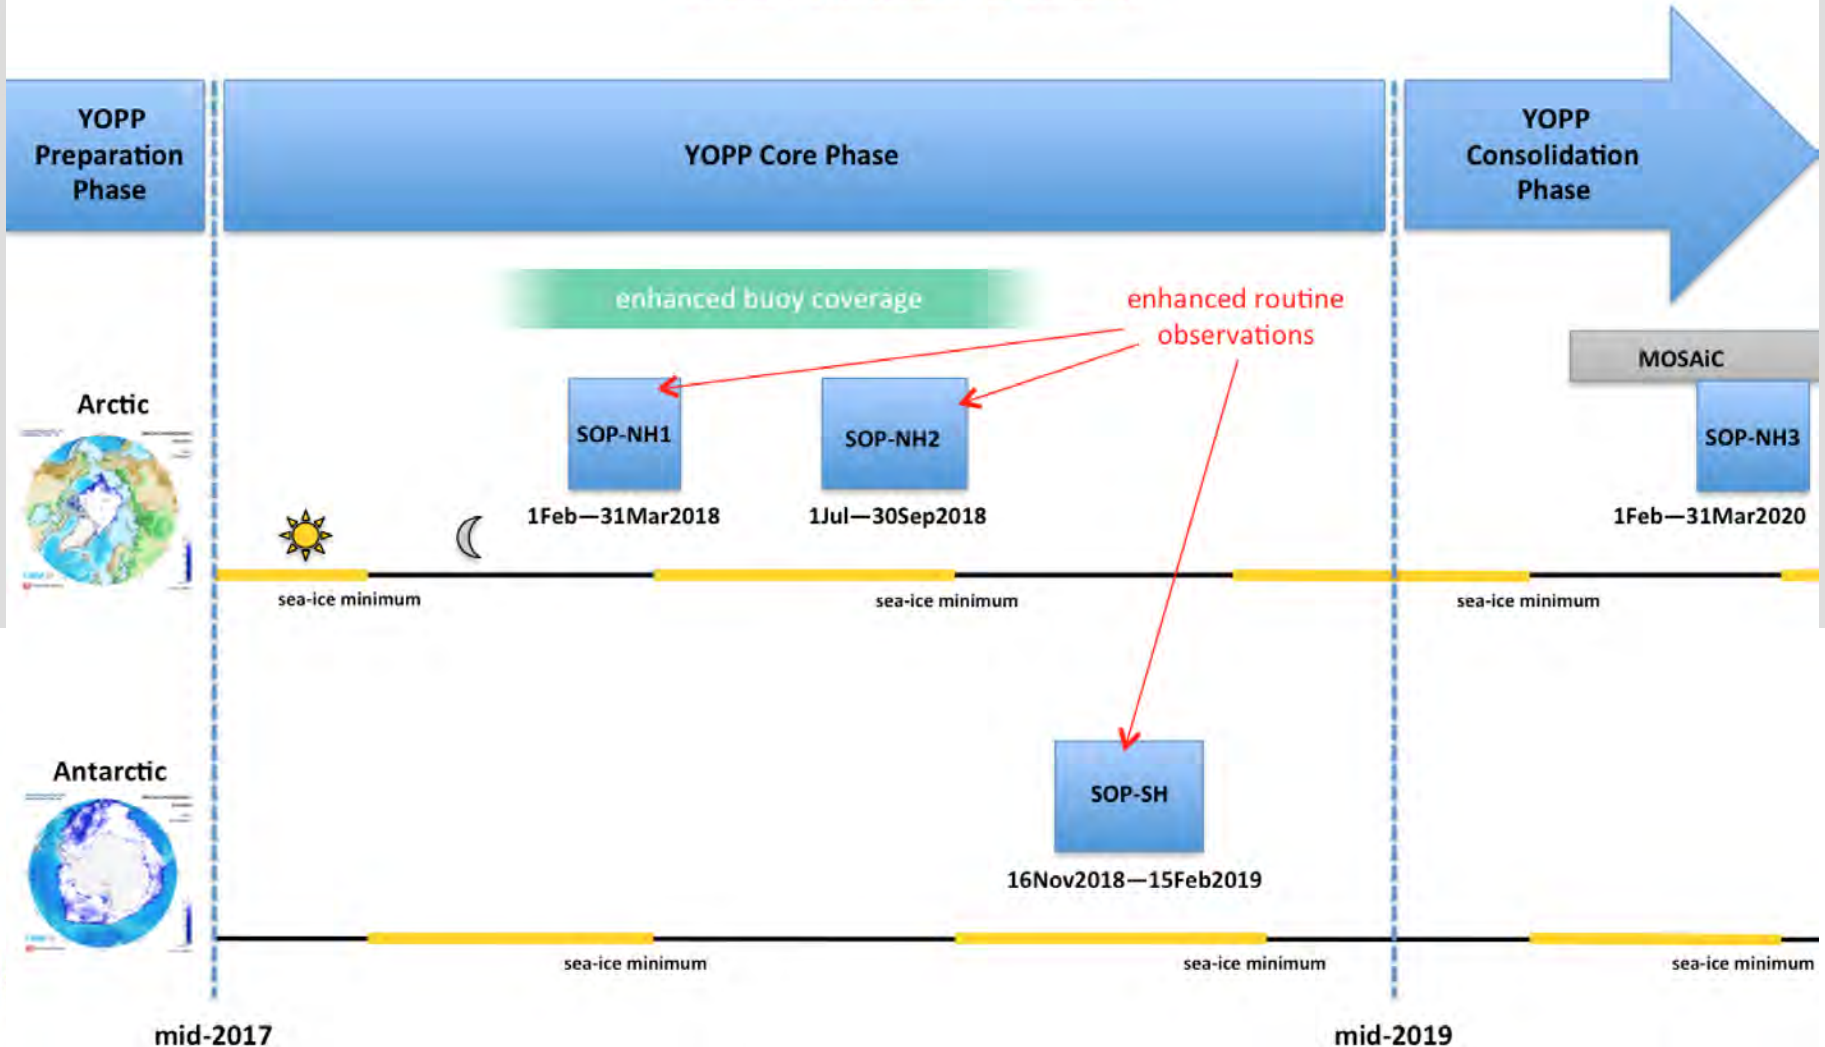 YOPP
Preparation
Phase
YOPP Core Phase
YOPP
Consolidation
Phase
enhanced buoy coverage
enhanced routine
observations
MOSAiC
Arctic
SOP-NH1
SOP-NH2
SOP-NH3
1Feb—31Mar2018
1Jul—30Sep2018
1Feb—31Mar2020
sea-ice minimum
sea-ice minimum
sea-ice minimum
Antarctic
SOP-SH
16Nov2018—15Feb2019
sea-ice minimum
sea-ice minimum
sea-ice minimum
mid-2017
mid-2019